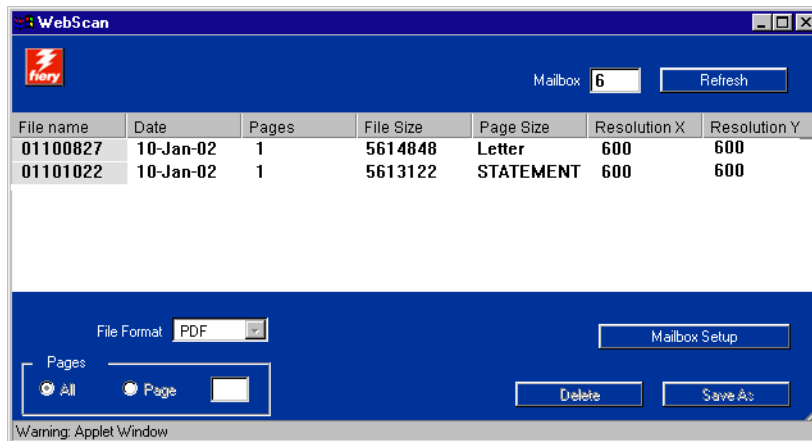 WebScan
fiery
Mailbox 6 Refresh
File name Date Pages File Size Page Size Resolution X Resolution Y
01100827 10-Jan-02 1 5614848 Letter 600 600
01101022 10-Jan-02 1 5613122 STATEMENT 600 600
File Format PDF
Mailbox Setup
Pages
All Page
Delete Save As
Warning: Applet Window